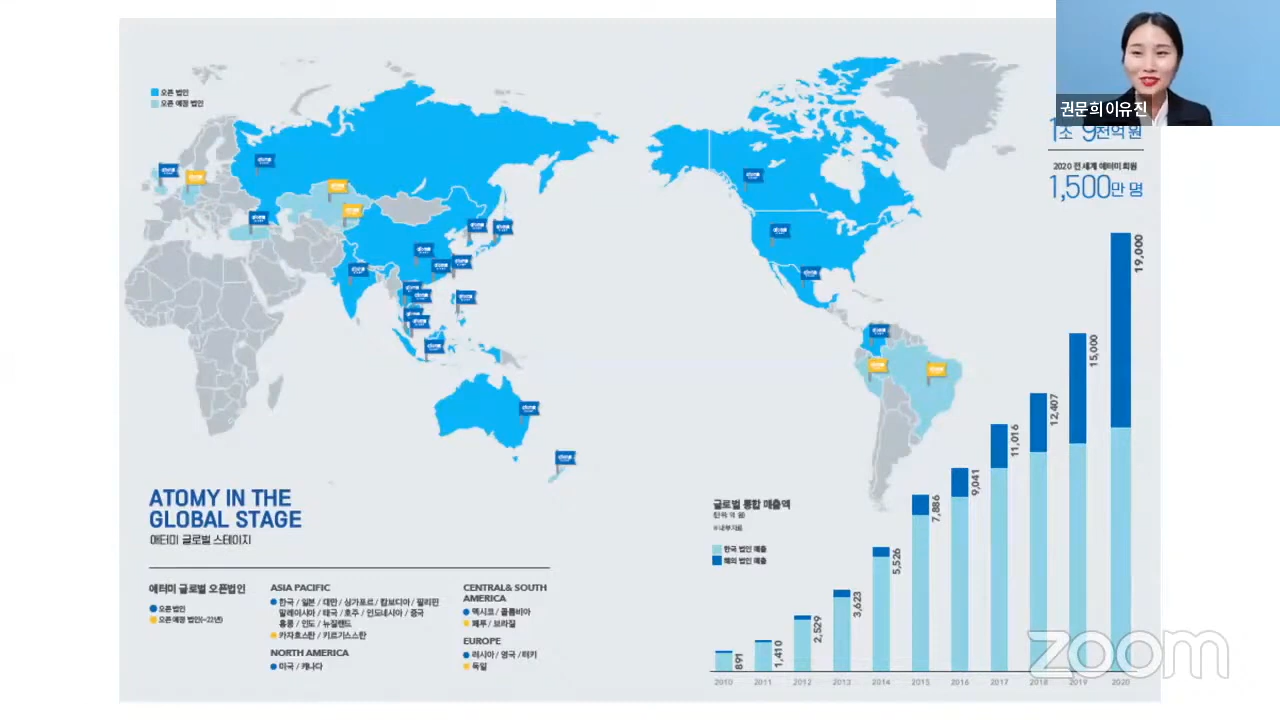 오픈 법인
오픈 예정 법인
권문희 이유진
1조 9천억 원
2020 전 세계 애터미 회원
1,500만 명
ATOMY IN THE
GLOBAL STAGE
애터미 글로벌 스테이지
애터미 글로벌 오픈법인
오픈 법인
오픈 예정 법인(~22년)
ASIA PACIFIC
한국 / 일본 / 대만 / 싱가포르 / 캄보디아 / 필리핀
말레이시아 / 태국 / 호주 / 인도네시아 / 중국
홍콩 / 인도 / 뉴질랜드
카자흐스탄 / 키르기스스탄
NORTH AMERICA
미국 / 캐나다
CENTRAL& SOUTH
AMERICA
멕시코 / 콜롬비아
페루 / 브라질
EUROPE
러시아 / 영국 / 터키
독일
글로벌 통합 매출액
(단위: 억 원)
※내부자료
한국 법인 매출
해외 법인 매출
891
1,410
2,529
3,623
5,526
7,886
9,041
11,016
12,407
15,000
19,000
2010 2011 2012 2013 2014 2015 2016 2017 2018 2019 2020
zoom